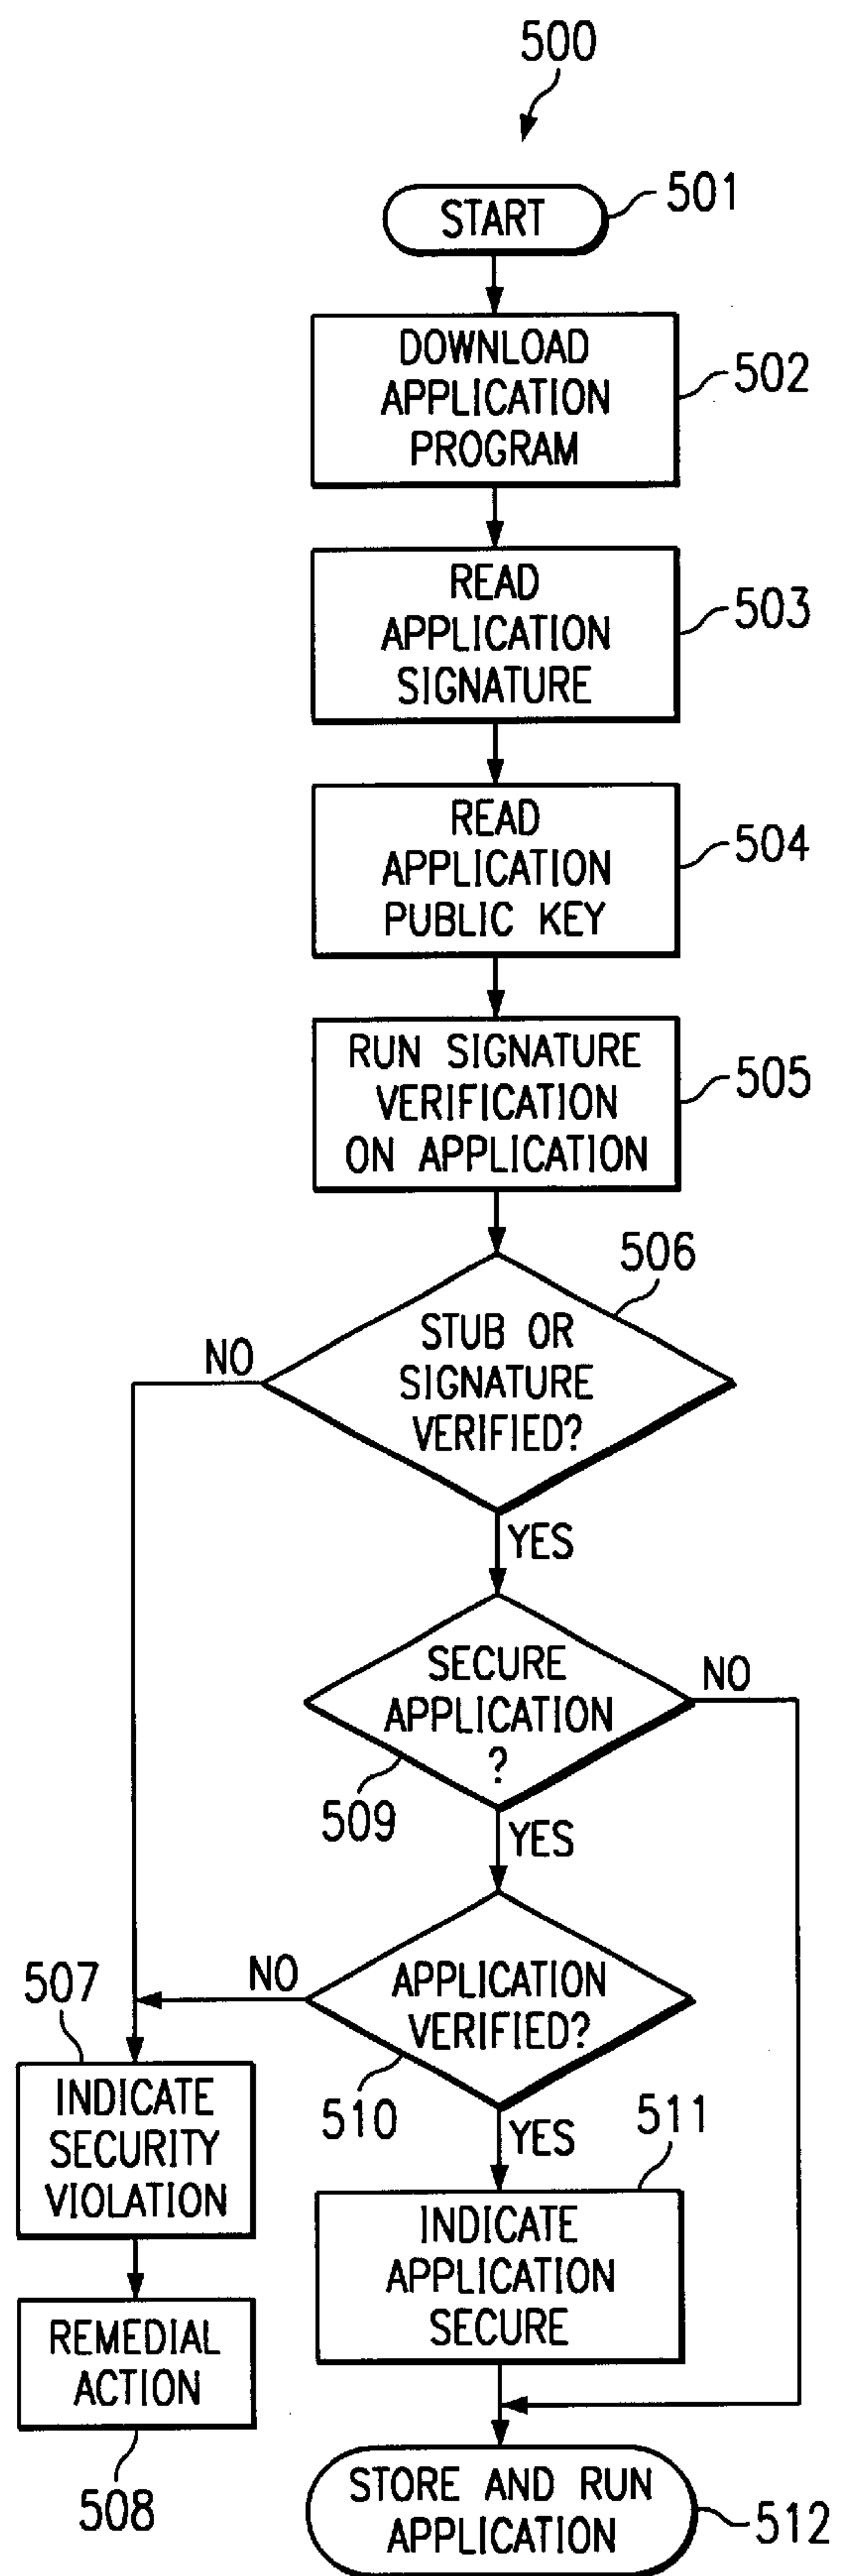 500
START
501
DOWNLOAD
APPLICATION
PROGRAM
502
READ
APPLICATION
SIGNATURE
503
READ
APPLICATION
PUBLIC KEY
504
RUN SIGNATURE
VERIFICATION
ON APPLICATION
505
506
STUB OR
SIGNATURE
VERIFIED?
NO
YES
SECURE
APPLICATION
?
NO
509
YES
APPLICATION
VERIFIED?
NO
510
YES
507
INDICATE
SECURITY
VIOLATION
511
INDICATE
APPLICATION
SECURE
REMEDIAL
ACTION
508
STORE AND RUN
APPLICATION
512